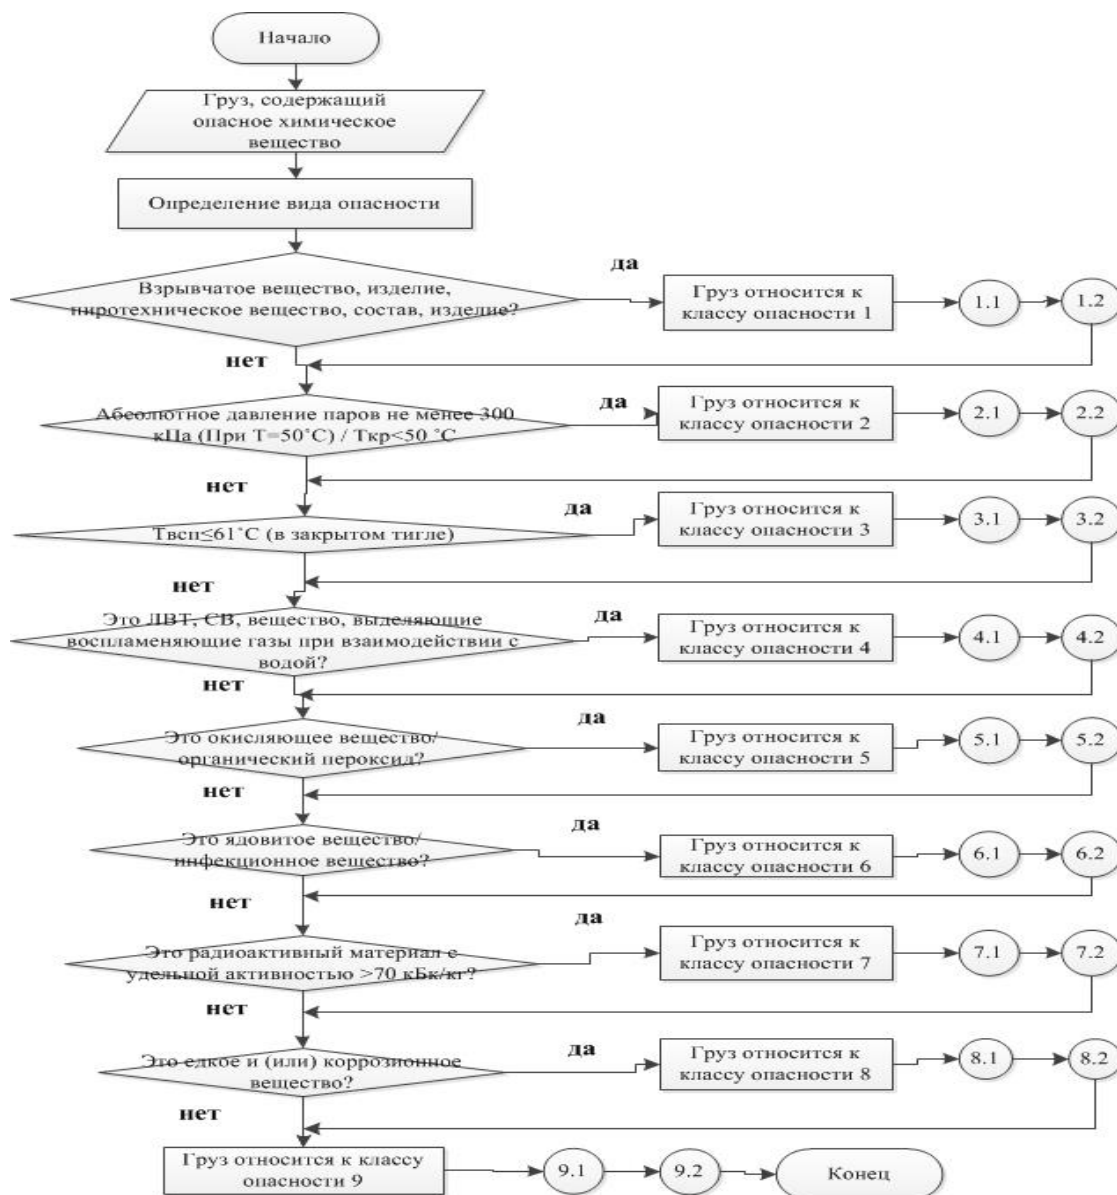 Начало
Груз, содержащий
опасное химическое
вещество
Определение вида опасности
да
Взрывчатое вещество, изделие,
пиротехническое вещество, состав, изделие?
Груз относится к
классу опасности 1
1.1
1.2
нет
Абсолютное давление паров не менее 300
кПа (При Т=50˚С) / Ткр<50 ˚С
да
Груз относится к
классу опасности 2
2.1
2.2
нет
да
Твсп≤61˚С (в закрытом тигле)
Груз относится к
классу опасности 3
3.1
3.2
нет
Это ЛВТ, СВ, вещество, выделяющие
воспламеняющие газы при взаимодействии с
водой?
да
Груз относится к
классу опасности 4
4.1
4.2
нет
да
Это окисляющее вещество/
органический пероксид?
Груз относится к
классу опасности 5
5.1
5.2
нет
да
Это ядовитое вещество/
инфекционное вещество?
Груз относится к
классу опасности 6
6.1
6.2
нет
да
Это радиоактивный материал с
удельной активностью >70 кБк/кг?
Груз относится к
классу опасности 7
7.1
7.2
нет
да
Это едкое и (или) коррозионное
вещество?
Груз относится к
классу опасности 8
8.1
8.2
нет
Груз относится к классу
опасности 9
9.1
9.2
Конец